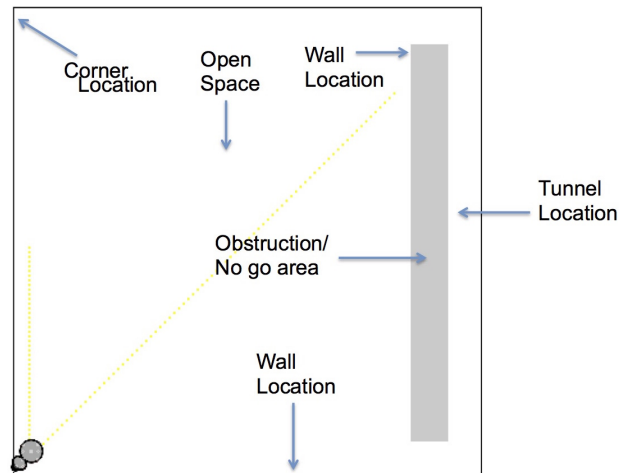 Corner
Location
Open
Space
Wall
Location
Tunnel
Location
Obstruction/
No go area
Wall
Location